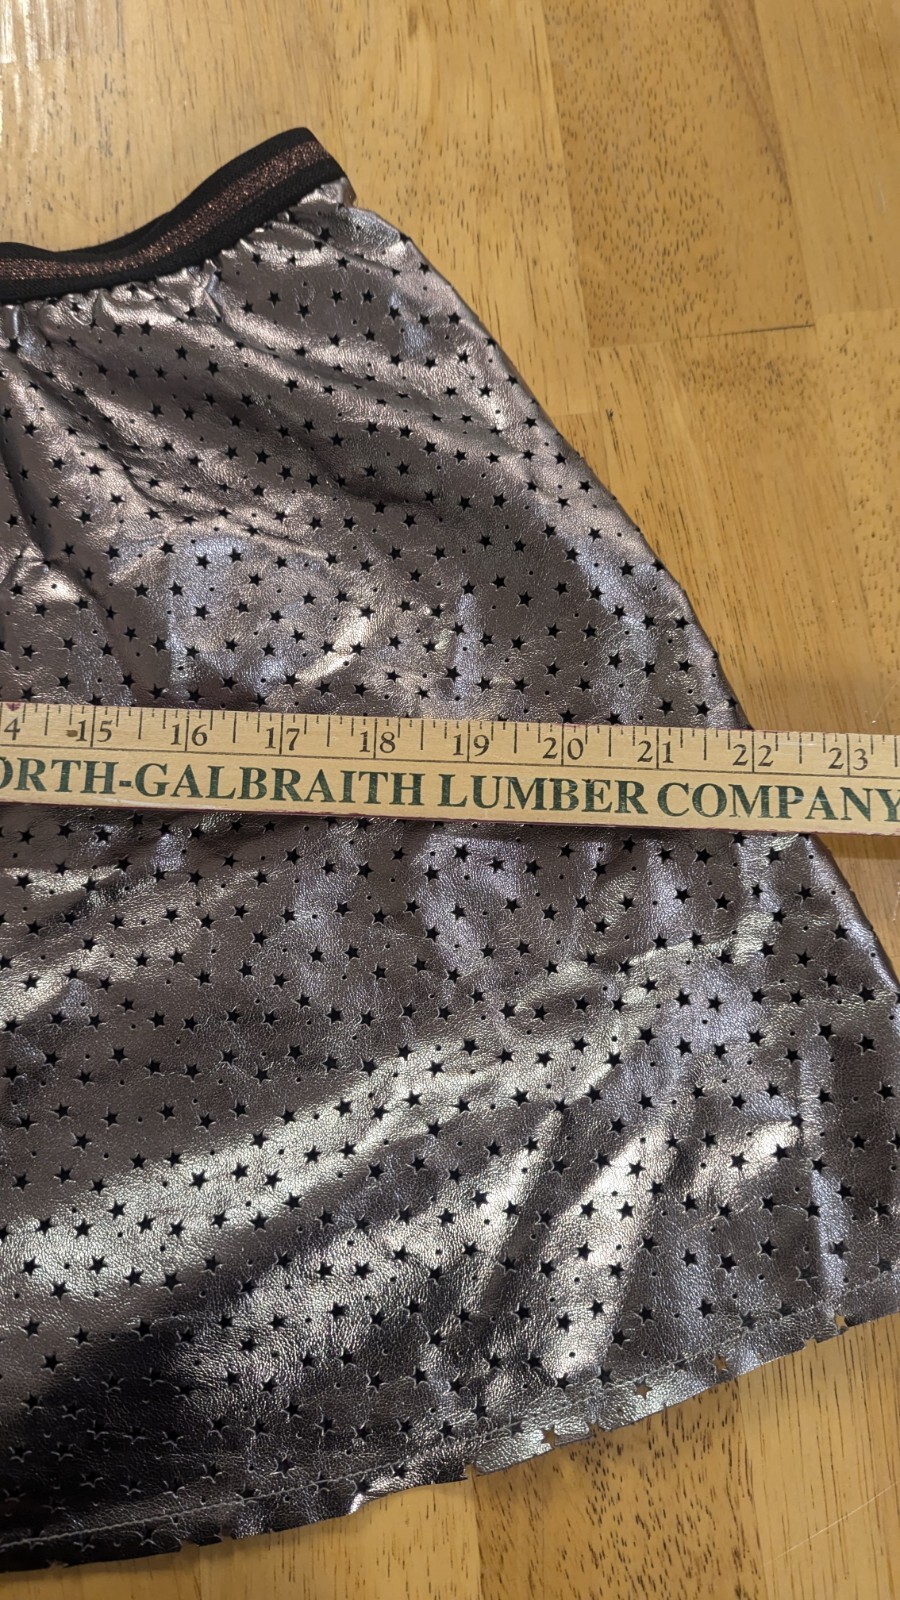 4 15 16 17 18 19 20 21 22 23
ORTH-GALBRAITH LUMBER COMPANY